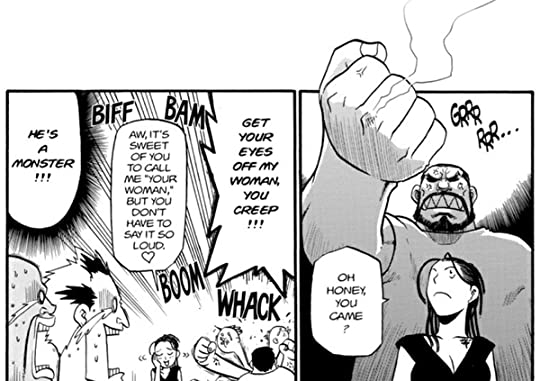 GRRR
RRR...
OH
HONEY,
YOU
CAME
?
GET
YOUR
EYES
OFF MY
WOMAN,
YOU
CREEP
!!!
BAM
BIFF
AW, IT'S
SWEET
OF YOU
TO CALL
ME "YOUR
WOMAN,"
BUT YOU
DON'T
HAVE TO
SAY IT SO
LOUD.
♡
BOOM
WHACK
HE'S
A
MONSTER
!!!